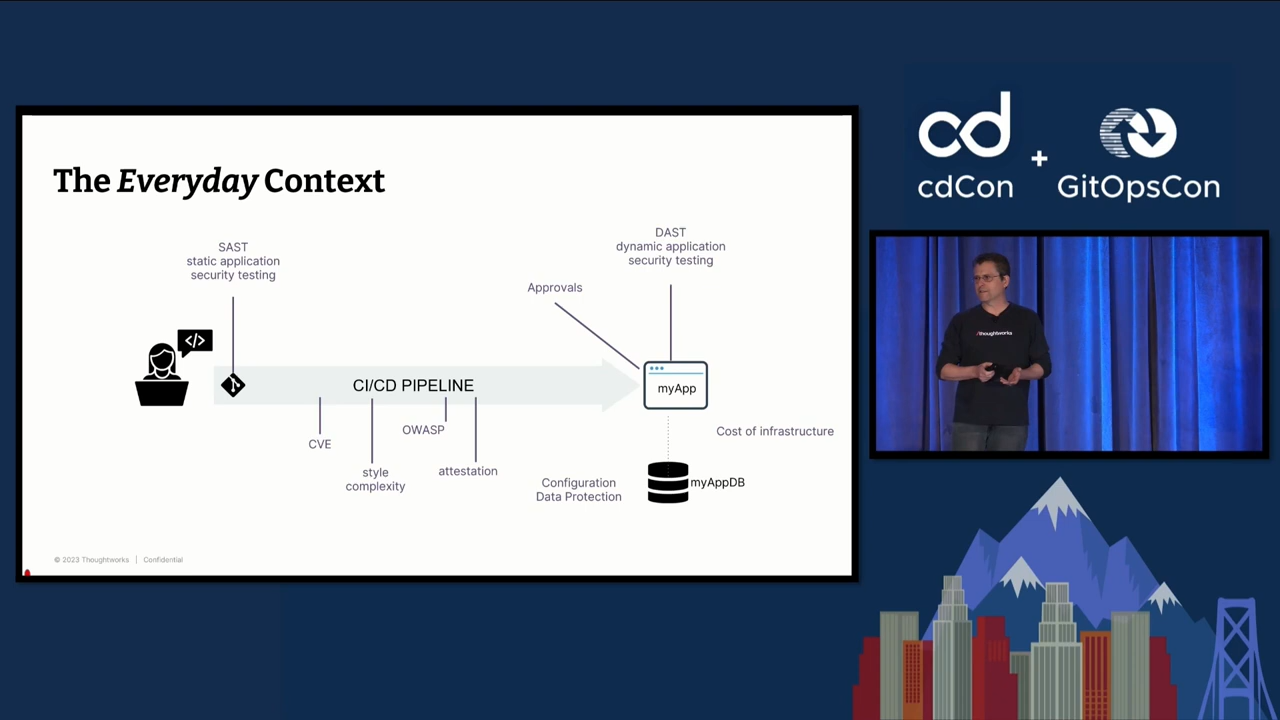 The Everyday Context
SAST
static application
security testing
DAST
dynamic application
security testing
Approvals
</>
CI/CD PIPELINE
myApp
CVE
OWASP
style
complexity
attestation
Cost of infrastructure
Configuration
Data Protection
myAppDB
© 2023 Thoughtworks | Confidential
cd
cdCon
+
GitOpsCon
/thoughtworks